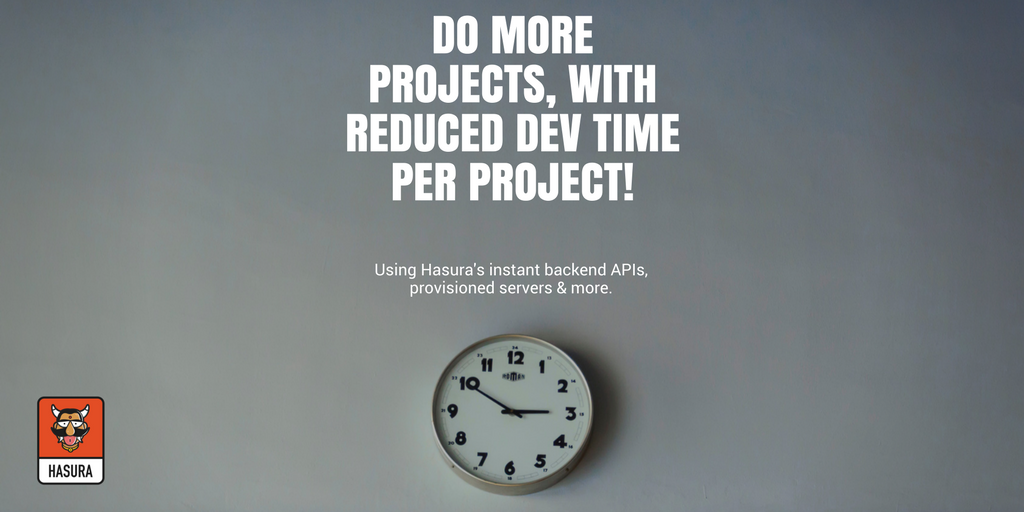 DO MORE
PROJECTS, WITH
REDUCED DEV TIME
PER PROJECT!
Using Hasura's instant backend APIs,
provisioned servers & more.
12
11
1
10
2
9
3
8
4
7
5
6
HASURA